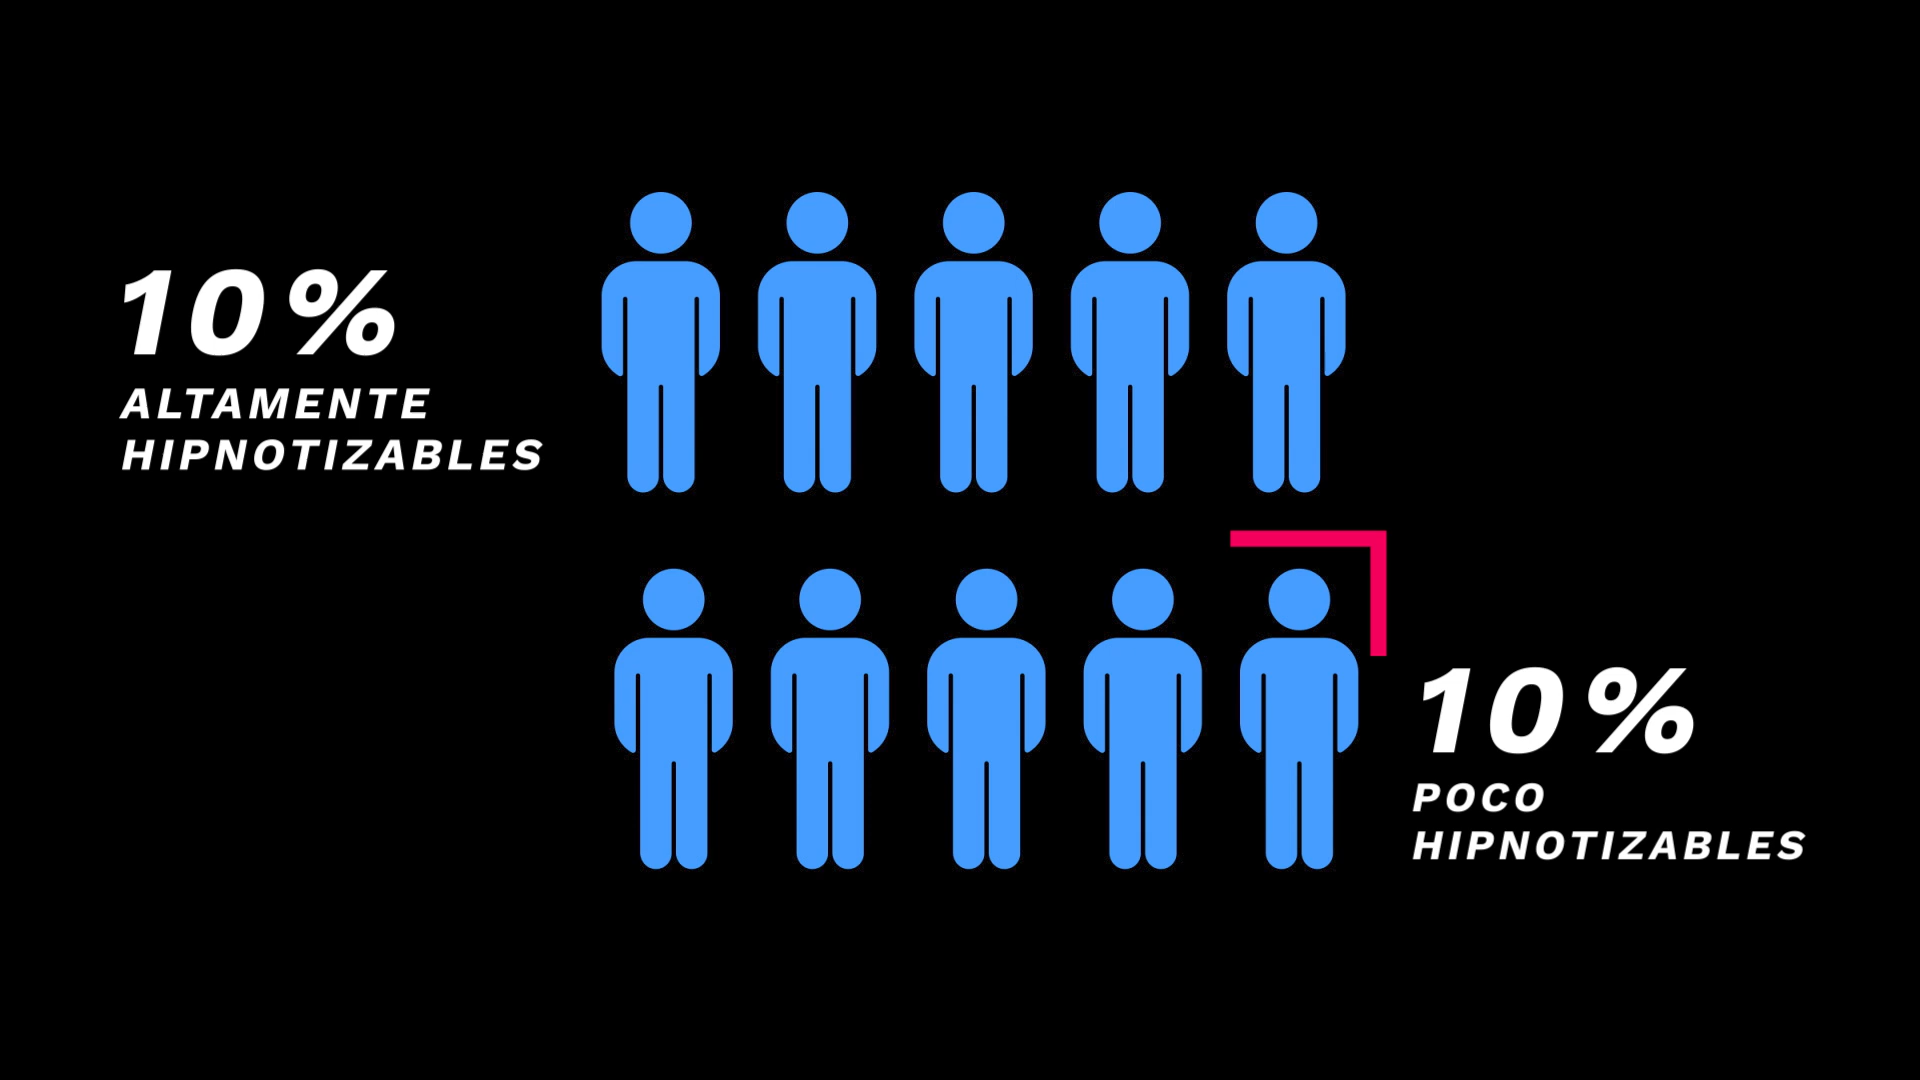 10%
ALTAMENTE
HIPNOTIZABLES
10%
POCO
HIPNOTIZABLES